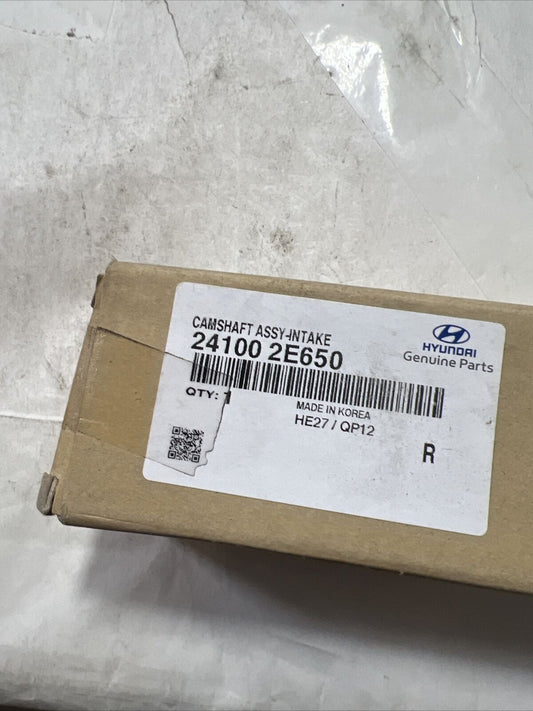 CAMSHAFT ASSY-INTAKE
24100 2E650
HYUNDAI
Genuine Parts
QTY: 1
MADE IN KOREA
HE27 / QP12
R